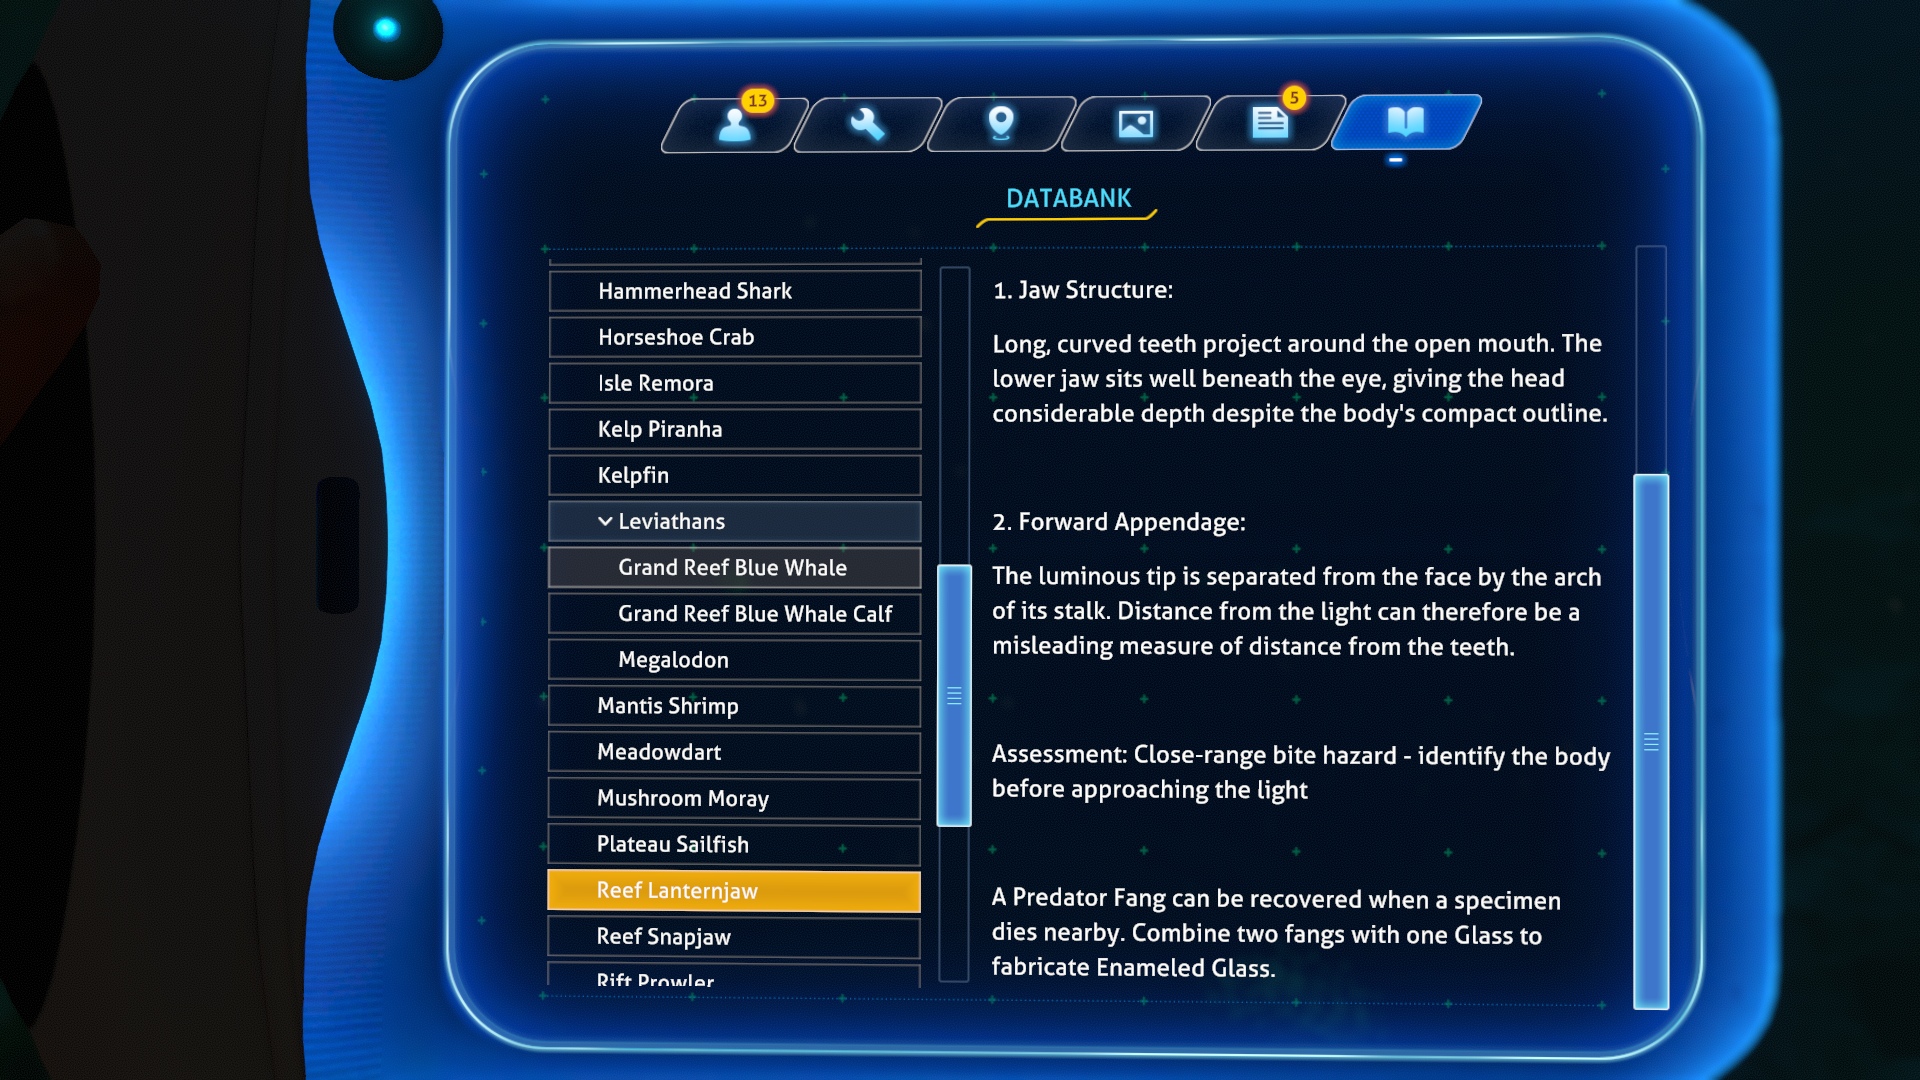 13
5
DATABANK
Hammerhead Shark
Horseshoe Crab
Isle Remora
Kelp Piranha
Kelpfin
Leviathans
Grand Reef Blue Whale
Grand Reef Blue Whale Calf
Megalodon
Mantis Shrimp
Meadowdart
Mushroom Moray
Plateau Sailfish
Reef Lanternjaw
Reef Snapjaw
Rift Prowler
1. Jaw Structure:
Long, curved teeth project around the open mouth. The
lower jaw sits well beneath the eye, giving the head
considerable depth despite the body's compact outline.
2. Forward Appendage:
The luminous tip is separated from the face by the arch
of its stalk. Distance from the light can therefore be a
misleading measure of distance from the teeth.
Assessment: Close-range bite hazard - identify the body
before approaching the light
A Predator Fang can be recovered when a specimen
dies nearby. Combine two fangs with one Glass to
fabricate Enameled Glass.